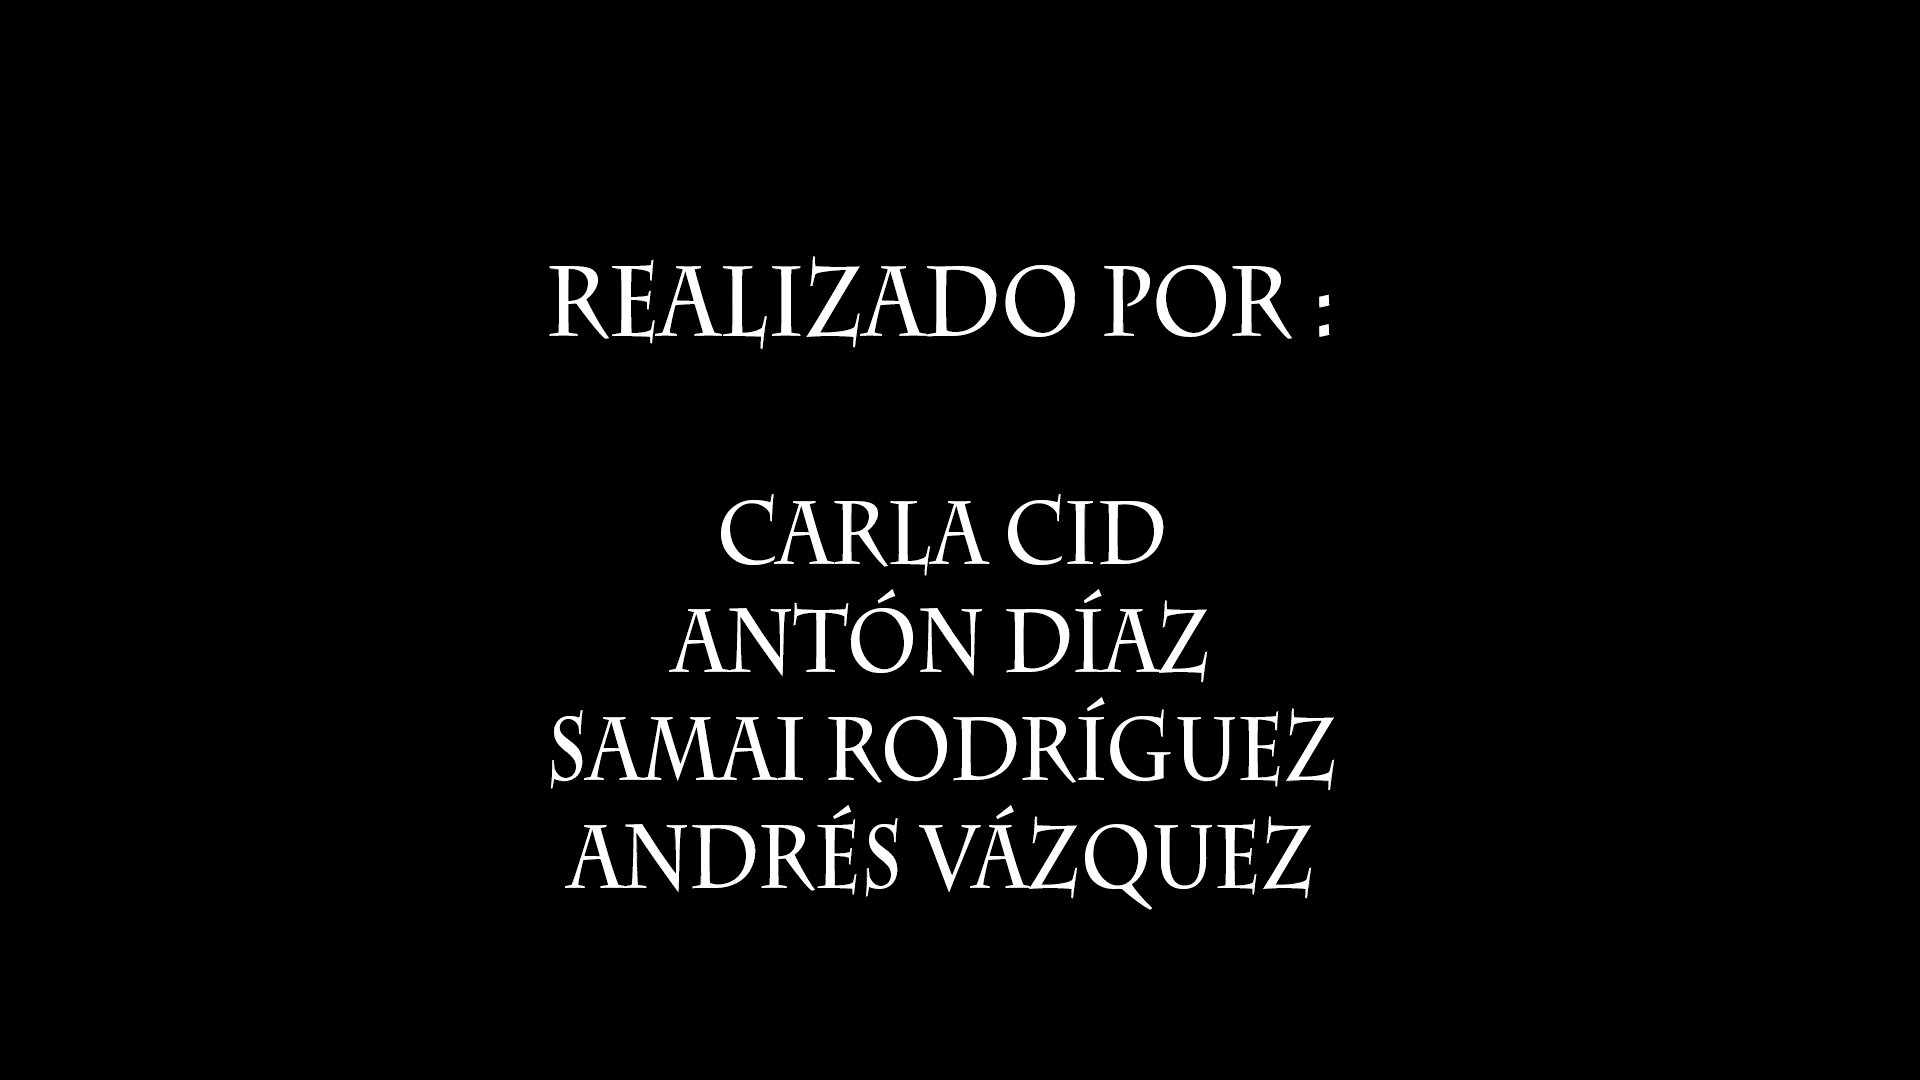 REALIZADO POR :
CARLA CID
ANTÓN DÍAZ
SAMAI RODRÍGUEZ
ANDRÉS VÁZQUEZ